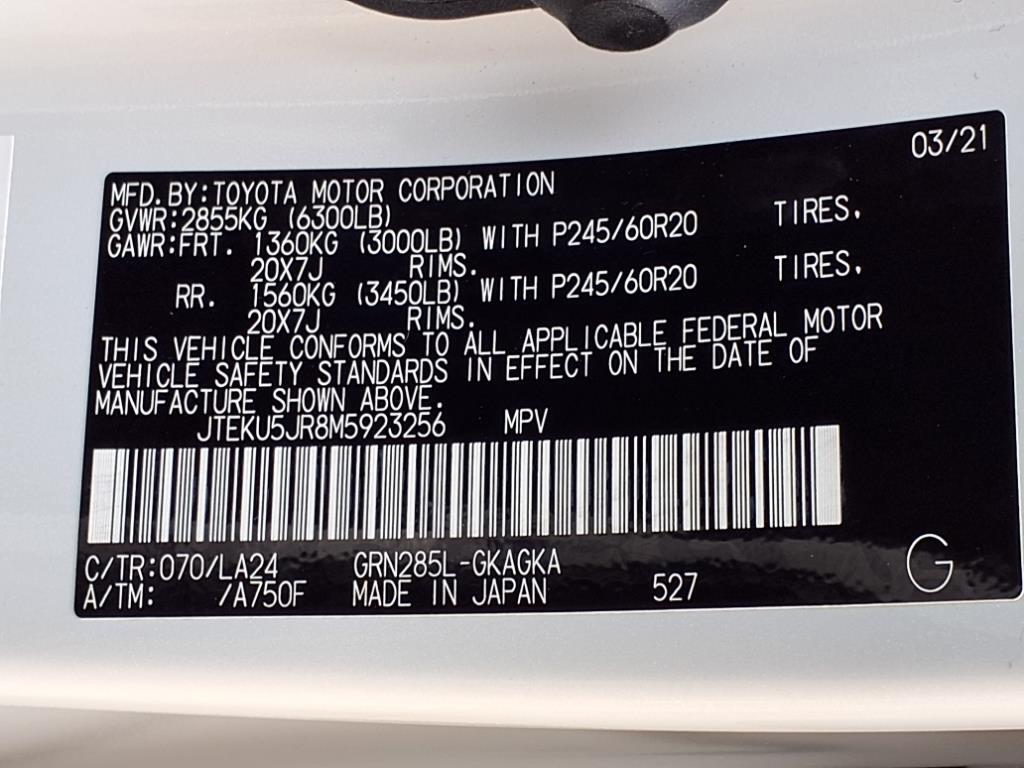 03/21
MFD.BY:TOYOTA MOTOR CORPORATION
GVWR:2855KG (6300LB)
GAWR:FRT. 1360KG (3000LB) WITH P245/60R20 TIRES.
20X7J RIMS.
RR. 1560KG (3450LB) WITH P245/60R20 TIRES.
20X7J RIMS.
THIS VEHICLE CONFORMS TO ALL APPLICABLE FEDERAL MOTOR
VEHICLE SAFETY STANDARDS IN EFFECT ON THE DATE OF
MANUFACTURE SHOWN ABOVE.
JTEKU5JR8M5923256 MPV
C/TR:070/LA24 GRN285L-GKAGKA
A/TM: /A750F MADE IN JAPAN 527 G